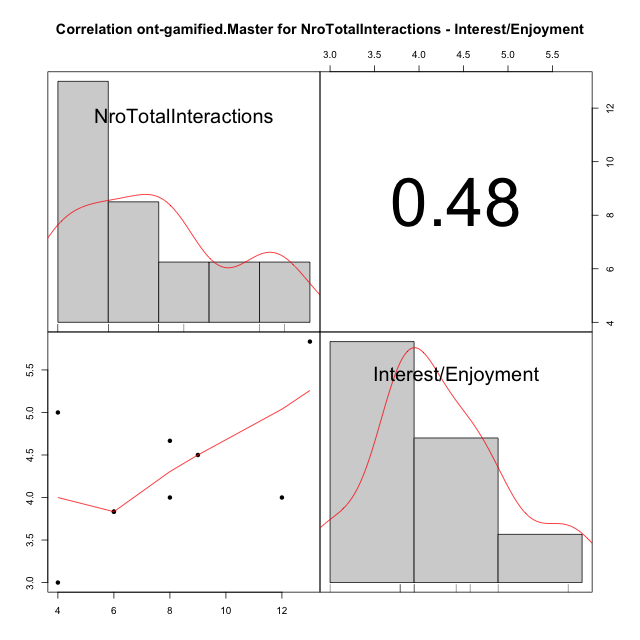 Correlation ont-gamified.Master for NroTotalInteractions - Interest/Enjoyment
3.0 3.5 4.0 4.5 5.0 5.5
NroTotalInteractions
0.48
12
10
8
6
4
Interest/Enjoyment
5.5
5.0
4.5
4.0
3.5
3.0
4 6 8 10 12